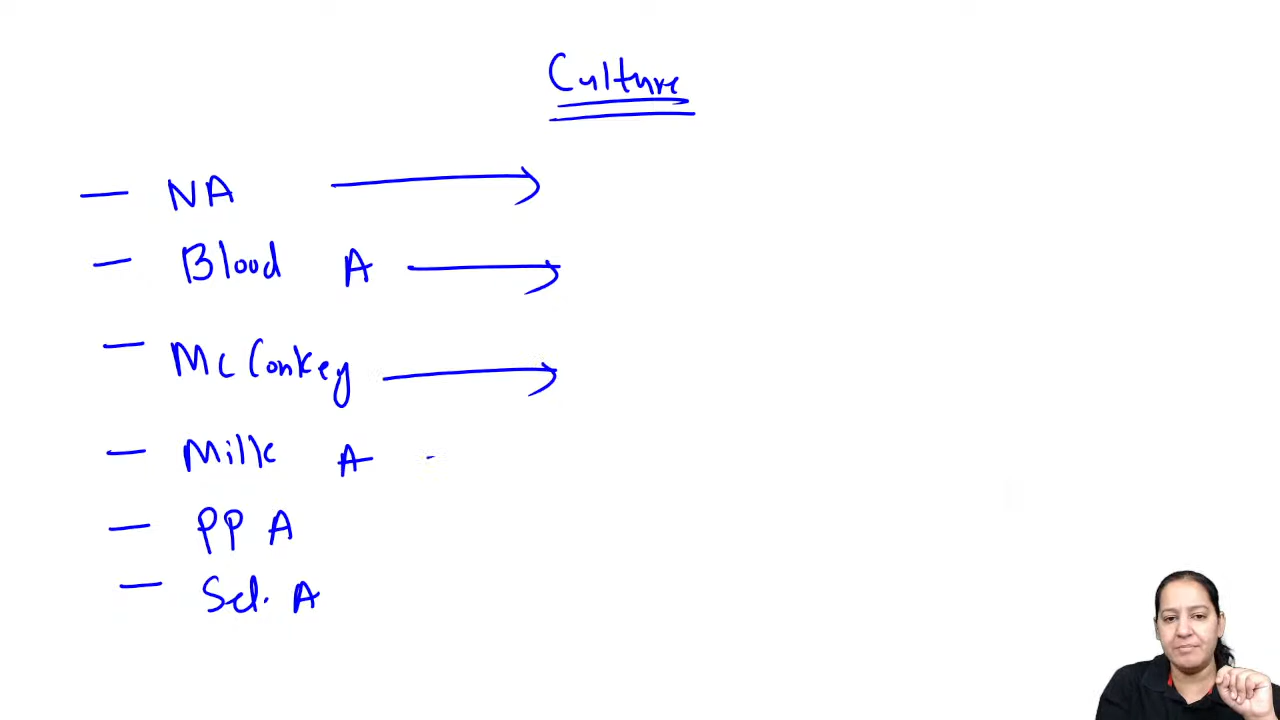 Culture
- NA
- Blood A
- McConkey
- Milk A
- PP A
- Sel. A